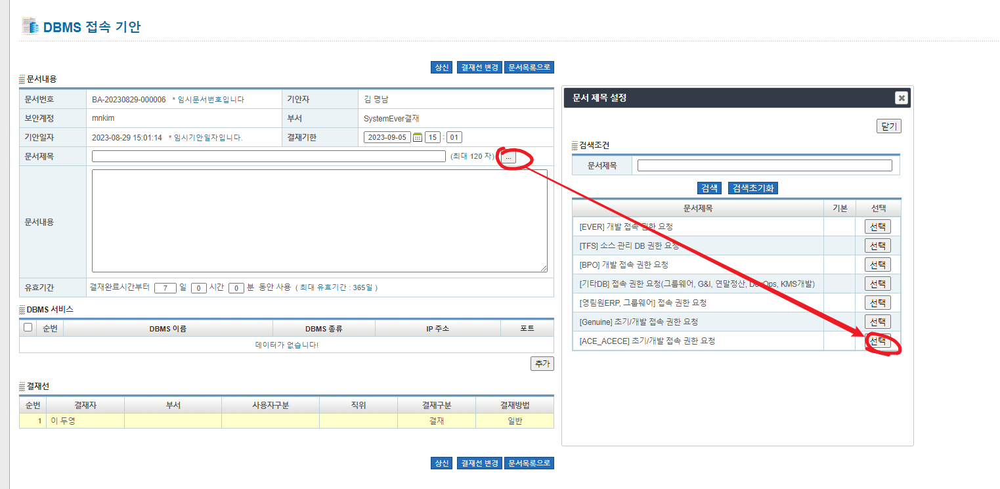 DBMS 접속 기안
상신 결재선 변경 문서목록으로
문서내용
문서번호 BA-20230829-000006 * 임시문서번호입니다 기안자 김 명남
보안계정 mnkim 부서 SystemEver결재
기안일자 2023-08-29 15:01:14 * 임시기안일자입니다. 결재기한 2023-09-05 15 : 01
문서제목 (최대 120 자) ...
문서내용
유효기간 결재완료시간부터 7 일 0 시간 0 분 동안 사용 ( 최대 유효기간 : 365일 )
DBMS 서비스
순번 DBMS 이름 DBMS 종류 IP 주소 포트
데이터가 없습니다!
추가
결재선
순번 결재자 부서 사용자구분 직위 결재구분 결재방법
1 이 두영 결재 일반
상신 결재선 변경 문서목록으로
문서 제목 설정
닫기
검색조건
문서제목
검색 검색초기화
문서제목 기본 선택
[EVER] 개발 접속 권한 요청 선택
[TFS] 소스 관리 DB 권한 요청 선택
[BPO] 개발 접속 권한 요청 선택
[기타DB] 접속 권한 요청(그룹웨어, G&I, 연말정산, DevOps, KMS개발) 선택
[영림원ERP, 그룹웨어] 접속 권한 요청 선택
[Genuine] 초기/개발 접속 권한 요청 선택
[ACE_ACECE] 초기/개발 접속 권한 요청 선택